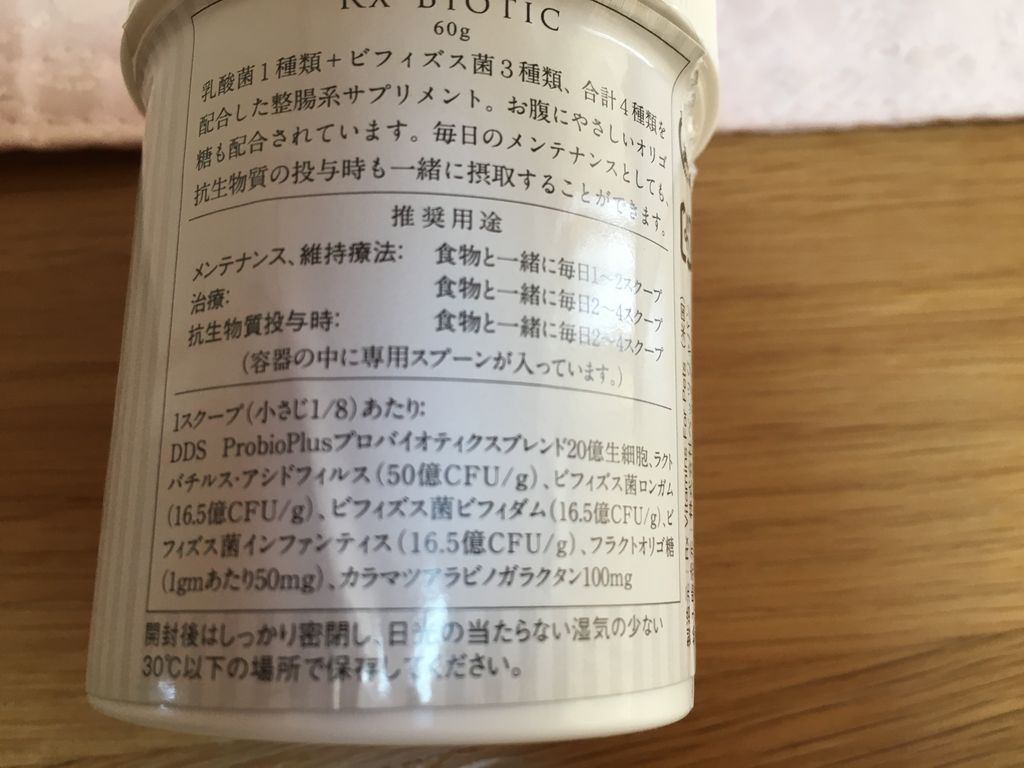 RX BIOTIC
60g
乳酸菌1種類＋ビフィズス菌3種類、合計4種類を
配合した整腸系サプリメント。お腹にやさしいオリゴ
糖も配合されています。毎日のメンテナンスとしても、
抗生物質の投与時も一緒に摂取することができます。
推奨用途
メンテナンス、維持療法: 食物と一緒に毎日1〜2スクープ
治療: 食物と一緒に毎日2〜4スクープ
抗生物質投与時: 食物と一緒に毎日2〜4スクープ
(容器の中に専用スプーンが入っています。)
1スクープ(小さじ1/8)あたり:
DDS ProbioPlusプロバイオティクスブレンド20億生細胞、ラクト
バチルス・アシドフィルス(50億CFU/g)、ビフィズス菌ロンガム
(16.5億CFU/g)、ビフィズス菌ビフィダム(16.5億CFU/g)、ビ
フィズス菌インファンティス(16.5億CFU/g)、フラクトオリゴ糖
(1gmあたり50mg)、カラマツアラビノガラクタン100mg
開封後はしっかり密閉し、日光の当たらない湿気の少ない
30℃以下の場所で保存してください。